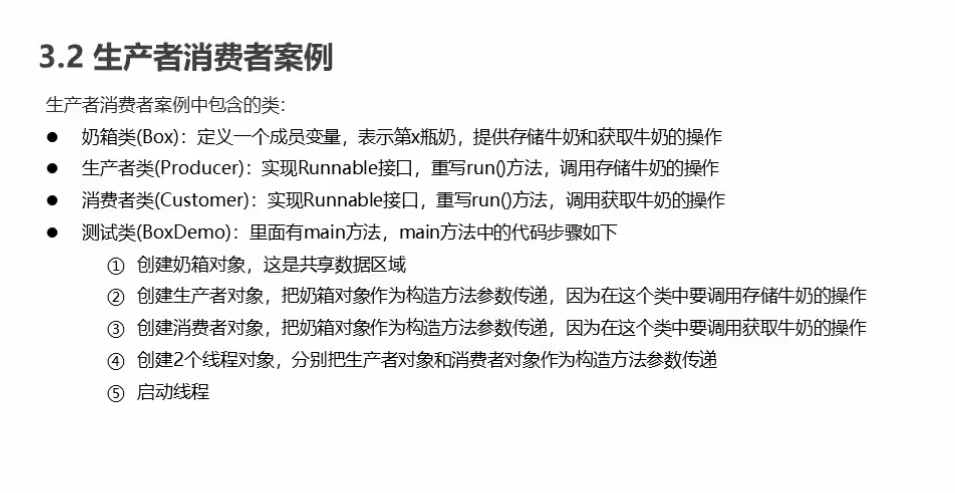 3.2 生产者消费者案例
生产者消费者案例中包含的类：
● 奶箱类(Box)：定义一个成员变量，表示第x瓶奶，提供存储牛奶和获取牛奶的操作
● 生产者类(Producer)：实现Runnable接口，重写run()方法，调用存储牛奶的操作
● 消费者类(Customer)：实现Runnable接口，重写run()方法，调用获取牛奶的操作
● 测试类(BoxDemo)：里面有main方法，main方法中的代码步骤如下
① 创建奶箱对象，这是共享数据区域
② 创建生产者对象，把奶箱对象作为构造方法参数传递，因为在这个类中要调用存储牛奶的操作
③ 创建消费者对象，把奶箱对象作为构造方法参数传递，因为在这个类中要调用获取牛奶的操作
④ 创建2个线程对象，分别把生产者对象和消费者对象作为构造方法参数传递
⑤ 启动线程